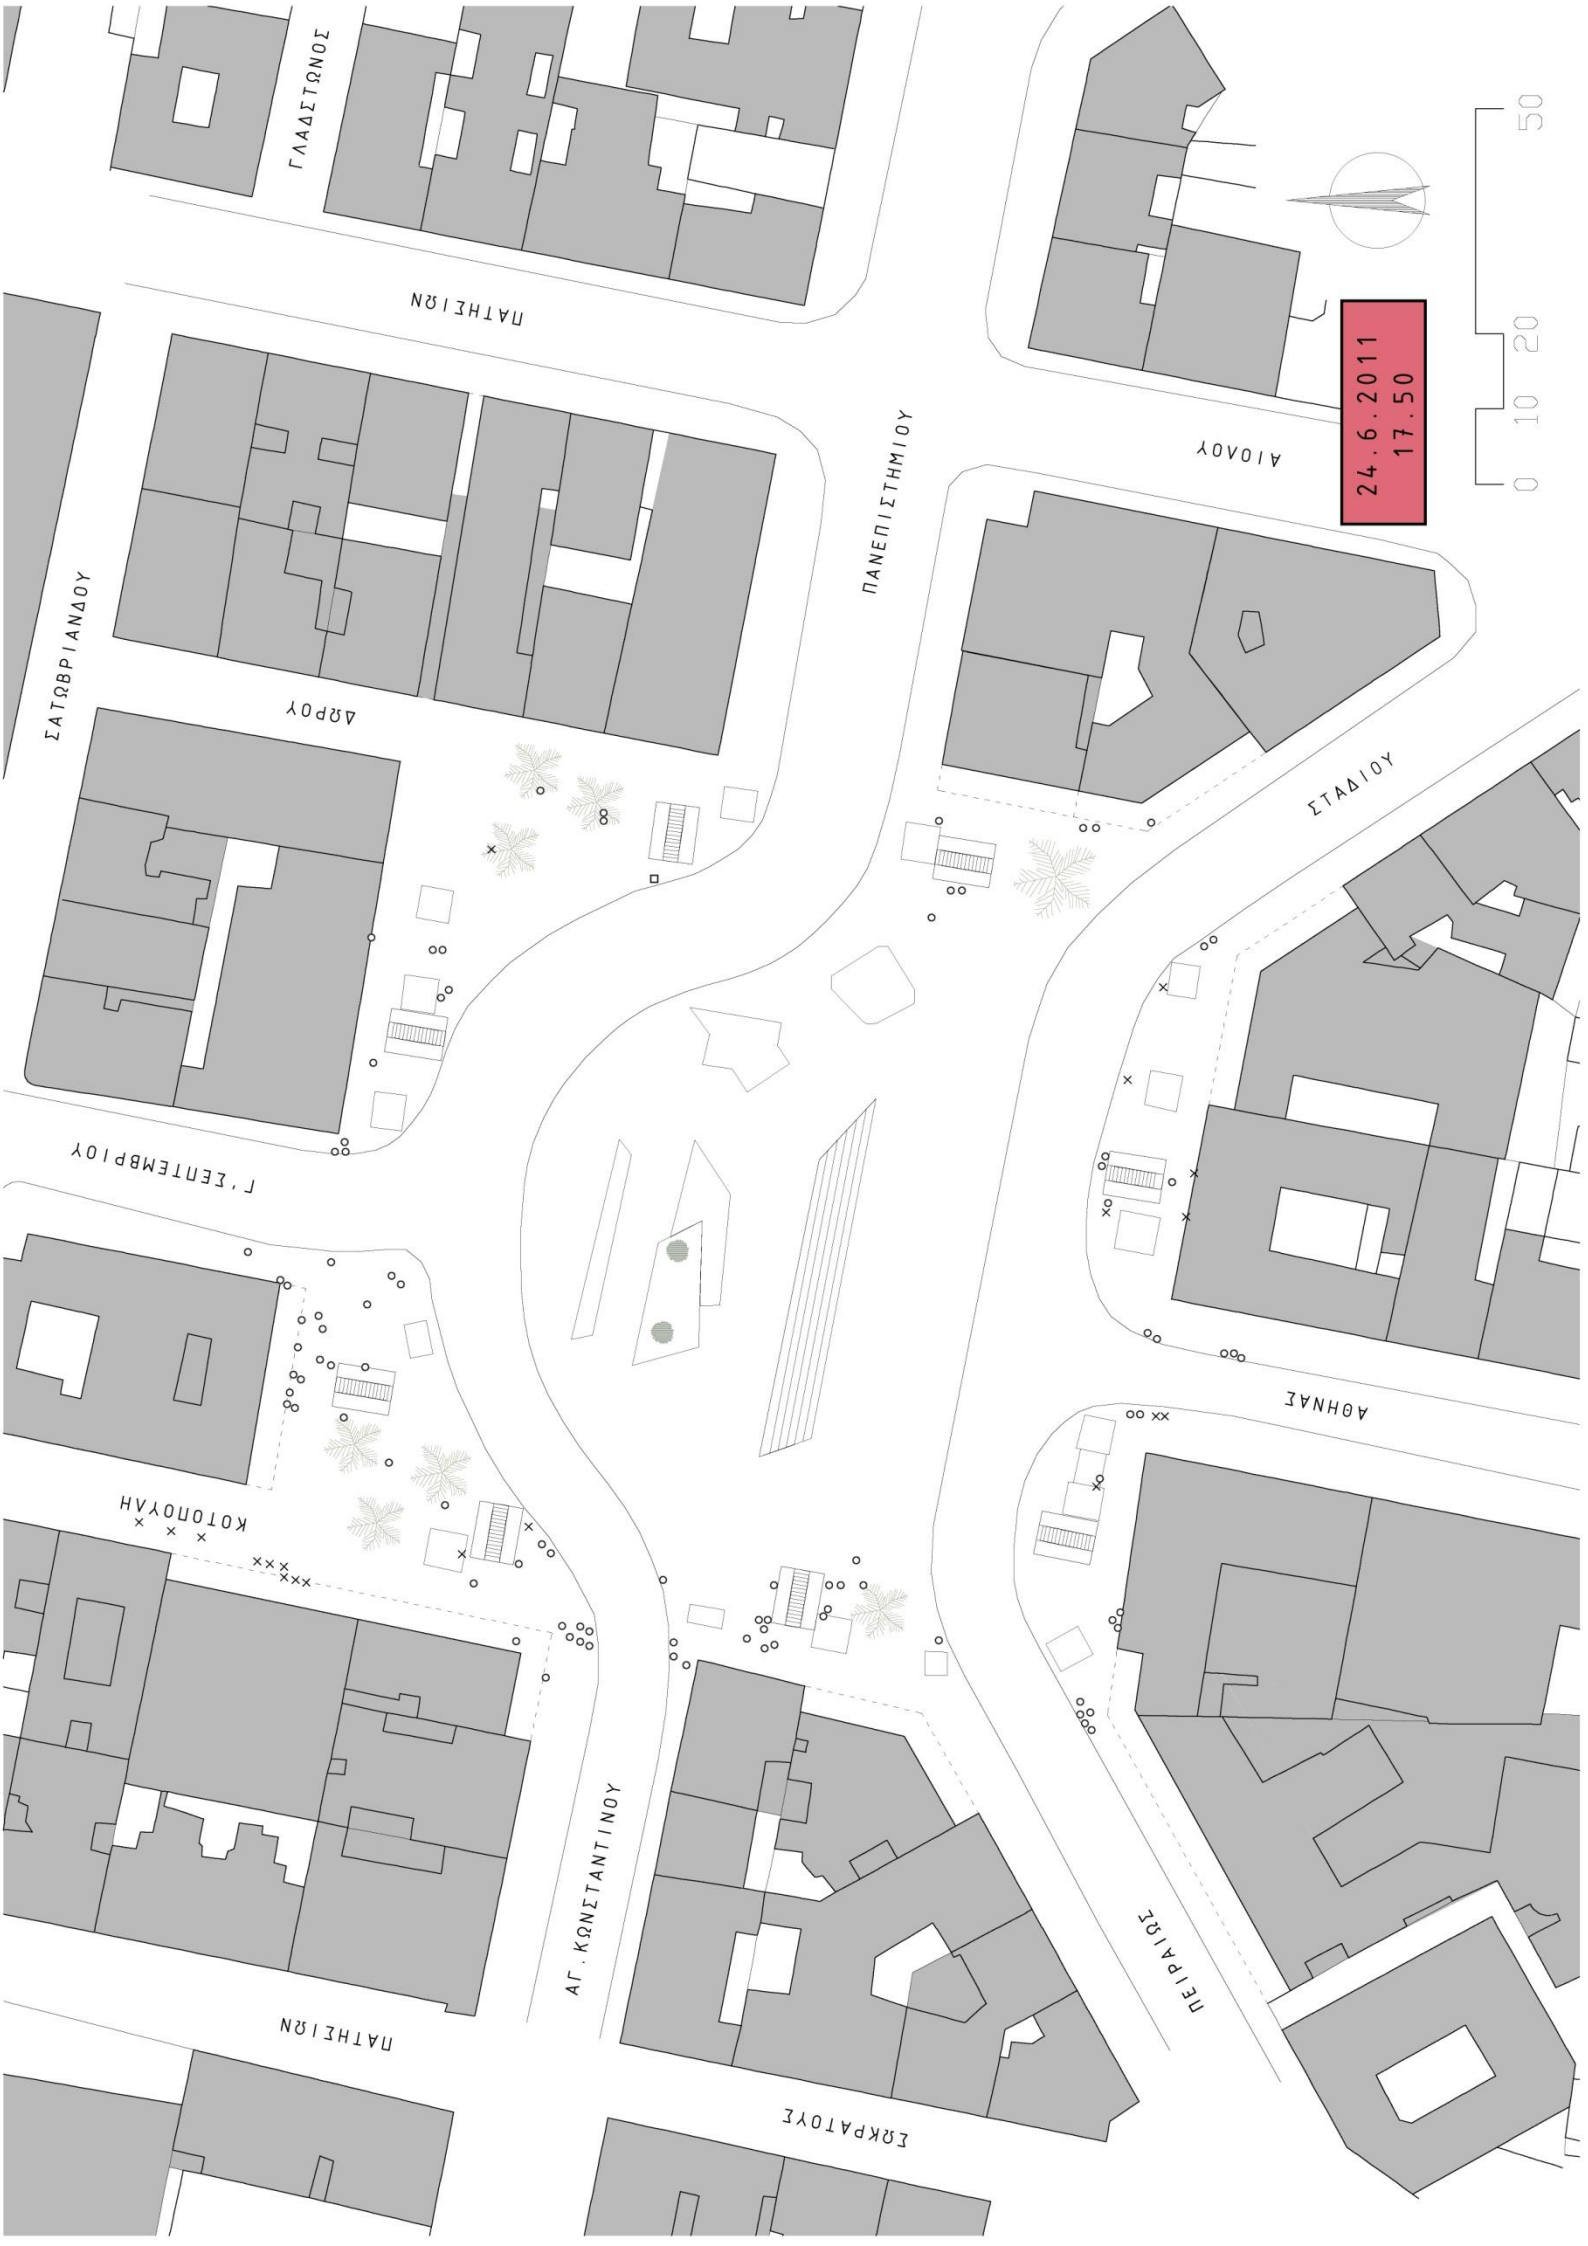 ΓΛΑΔΣΤΩΝΟΣ
ΠΑΤΗΣΙΩΝ
ΣΑΤΩΒΡΙΑΝΔΟΥ
ΔΩΡΟΥ
ΠΑΝΕΠΙΣΤΗΜΙΟΥ
ΑΙΟΛΟΥ
ΣΤΑΔΙΟΥ
Γ'ΣΕΠΤΕΜΒΡΙΟΥ
ΚΟΤΟΠΟΥΛΗ
ΑΘΗΝΑΣ
ΑΓ.ΚΩΝΣΤΑΝΤΙΝΟΥ
ΠΕΙΡΑΙΩΣ
ΠΑΤΗΣΙΩΝ
ΣΩΚΡΑΤΟΥΣ
24.6.2011
17.50
0 10 20 50